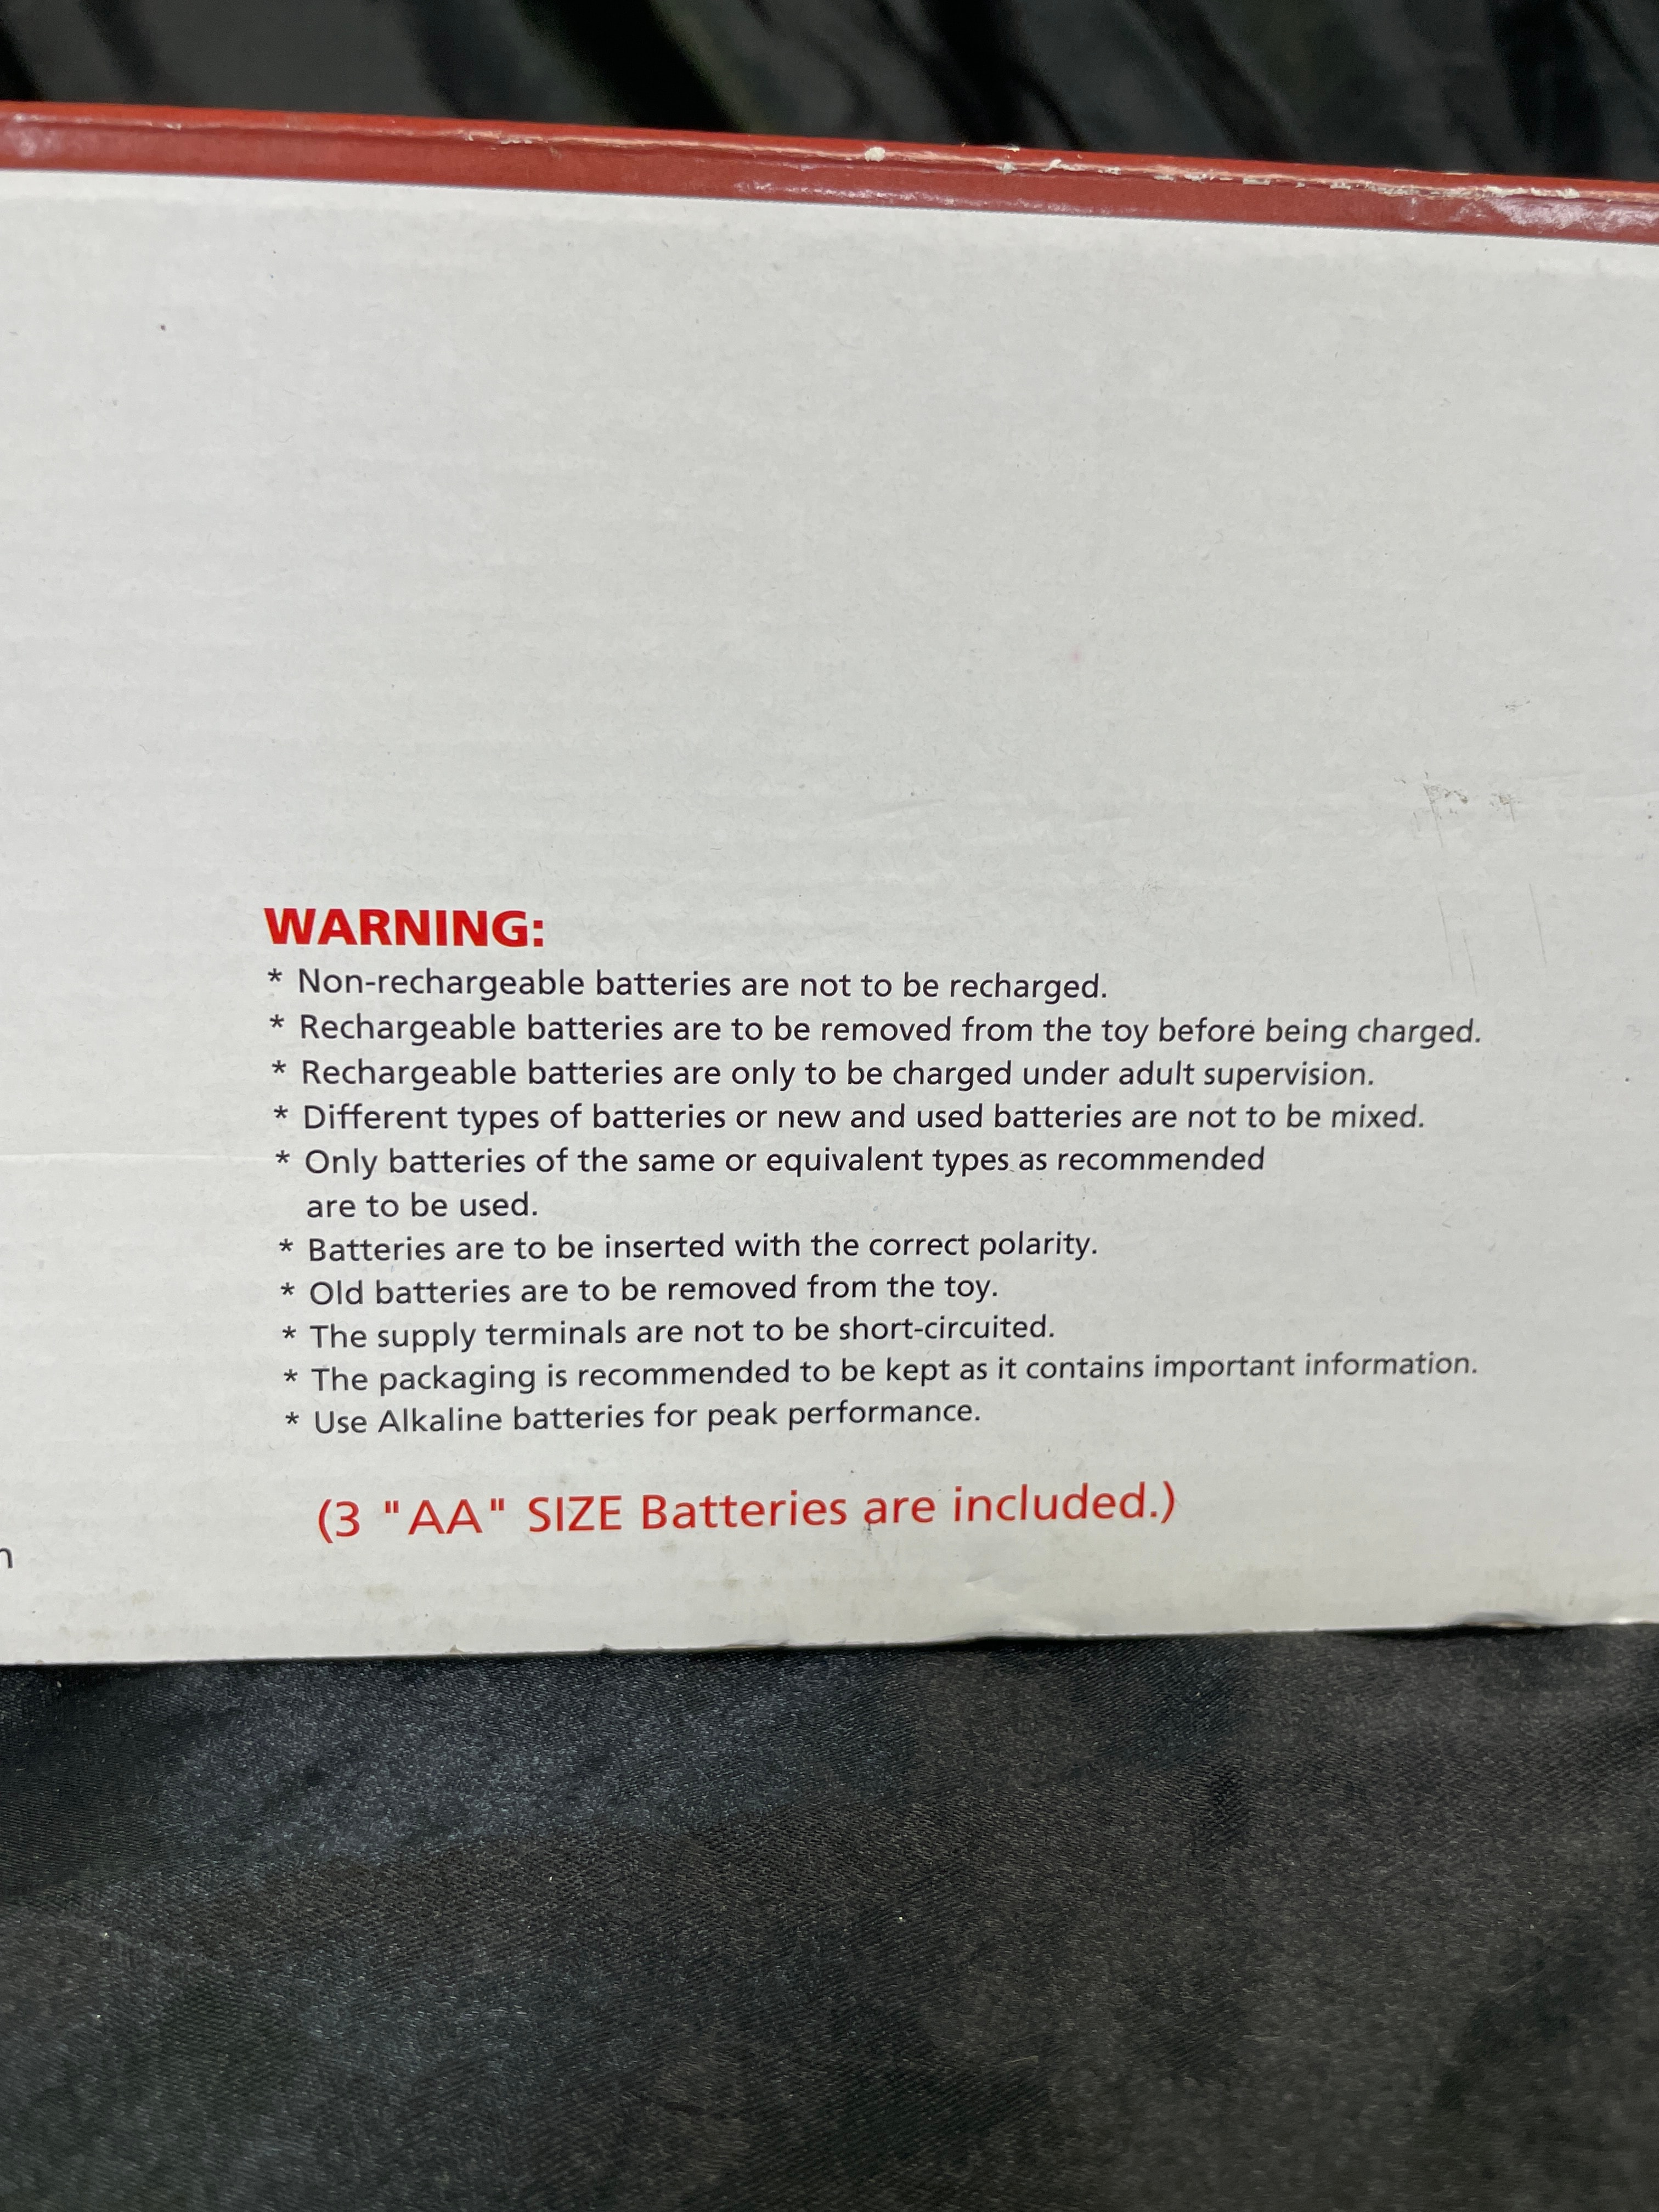 WARNING:
* Non-rechargeable batteries are not to be recharged.
* Rechargeable batteries are to be removed from the toy before being charged.
* Rechargeable batteries are only to be charged under adult supervision.
* Different types of batteries or new and used batteries are not to be mixed.
* Only batteries of the same or equivalent types as recommended
are to be used.
* Batteries are to be inserted with the correct polarity.
* Old batteries are to be removed from the toy.
* The supply terminals are not to be short-circuited.
* The packaging is recommended to be kept as it contains important information.
* Use Alkaline batteries for peak performance.
(3 "AA" SIZE Batteries are included.)